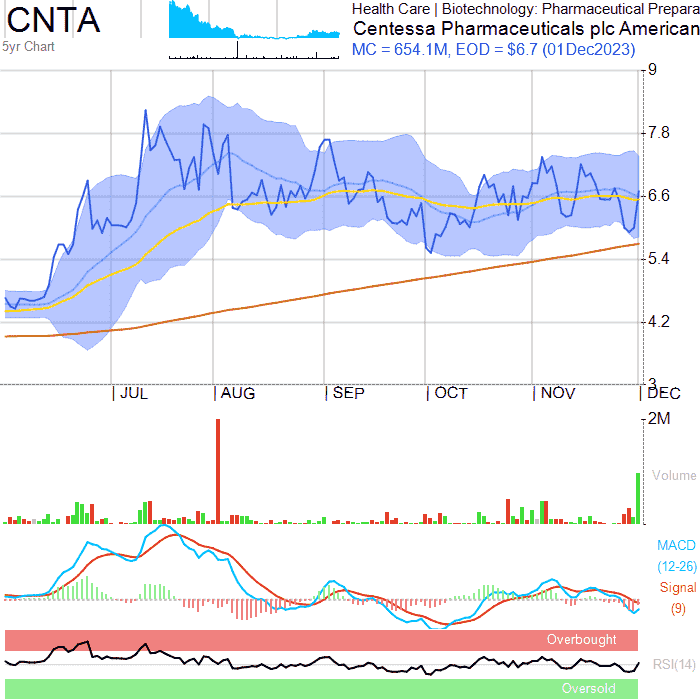 CNTA
5yr Chart
Health Care | Biotechnology: Pharmaceutical Prepara
Centessa Pharmaceuticals plc American
MC = 654.1M, EOD = $6.7 (01Dec2023)
9
7.8
6.6
5.4
4.2
3
JUL AUG SEP OCT NOV DEC
2M
Volume
MACD
(12-26)
Signal
(9)
Overbought
RSI(14)
Oversold